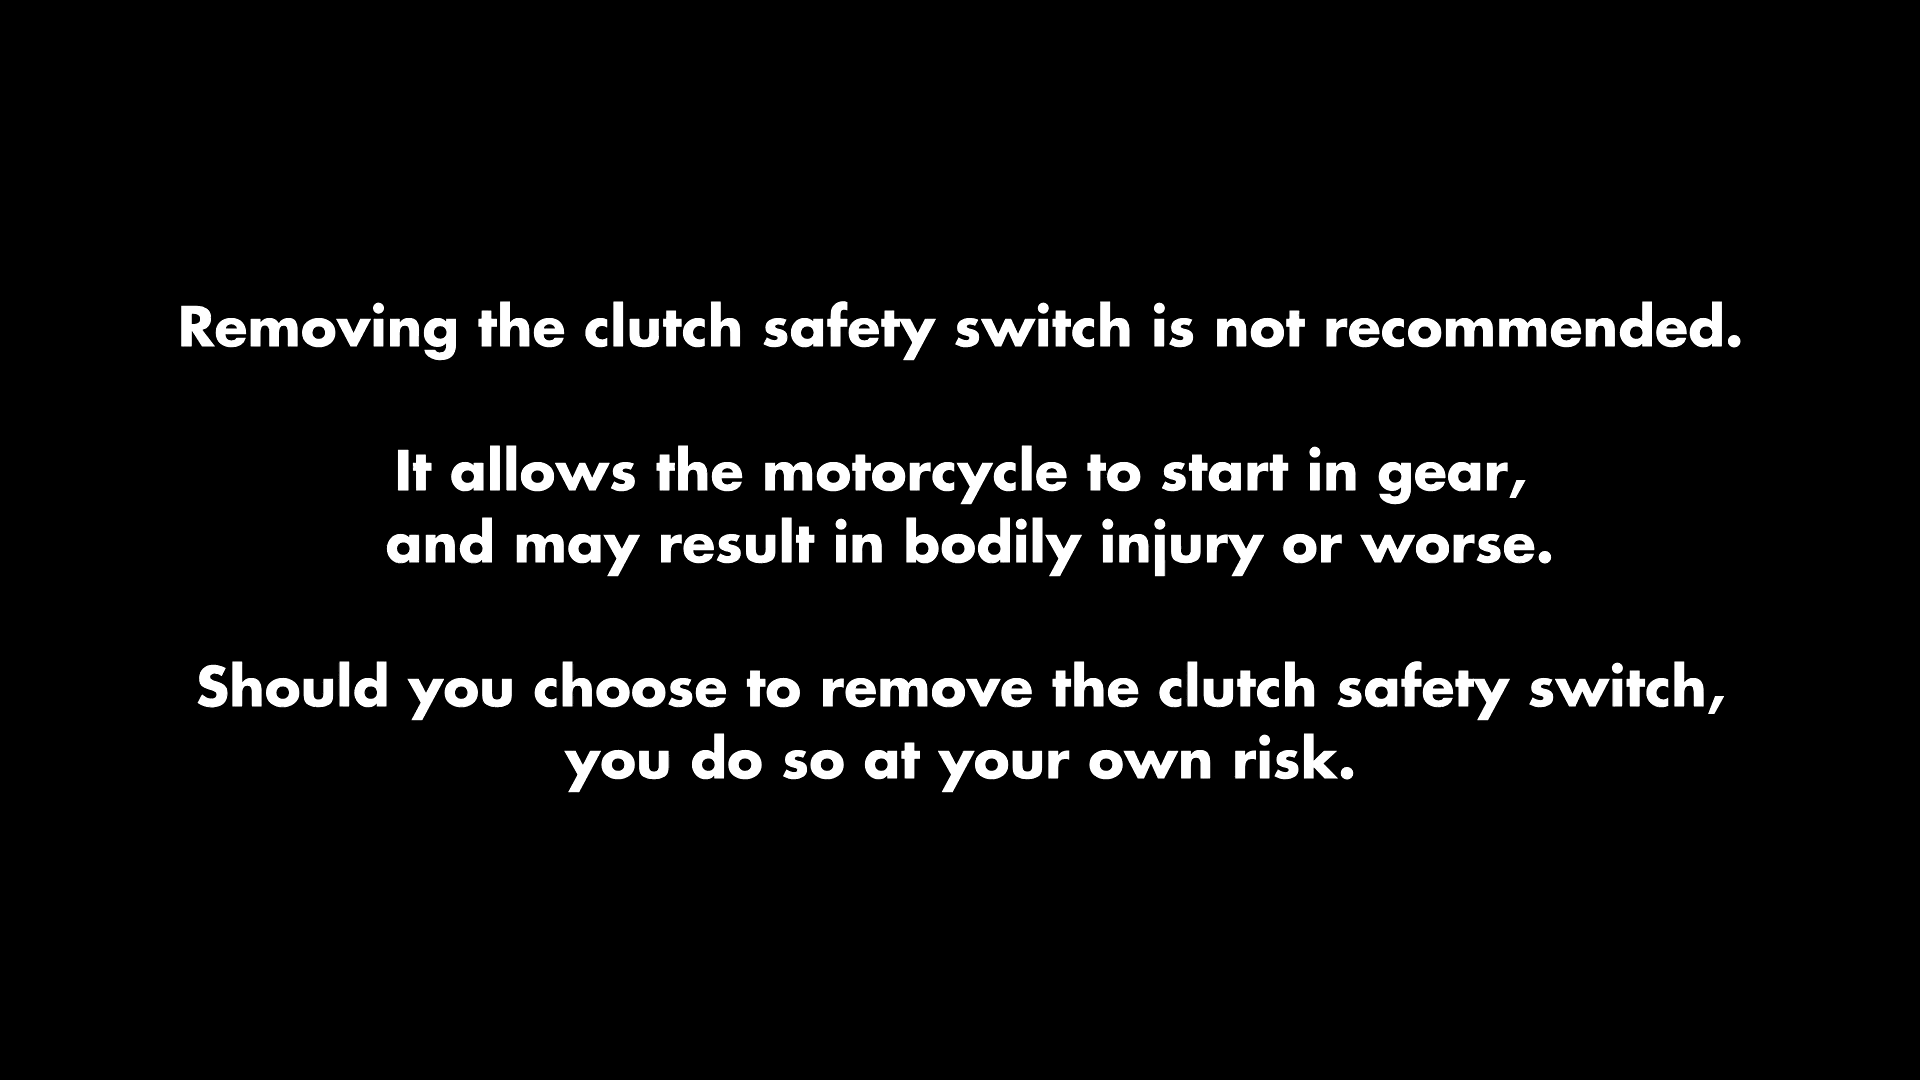 Removing the clutch safety switch is not recommended.
It allows the motorcycle to start in gear,
and may result in bodily injury or worse.
Should you choose to remove the clutch safety switch,
you do so at your own risk.